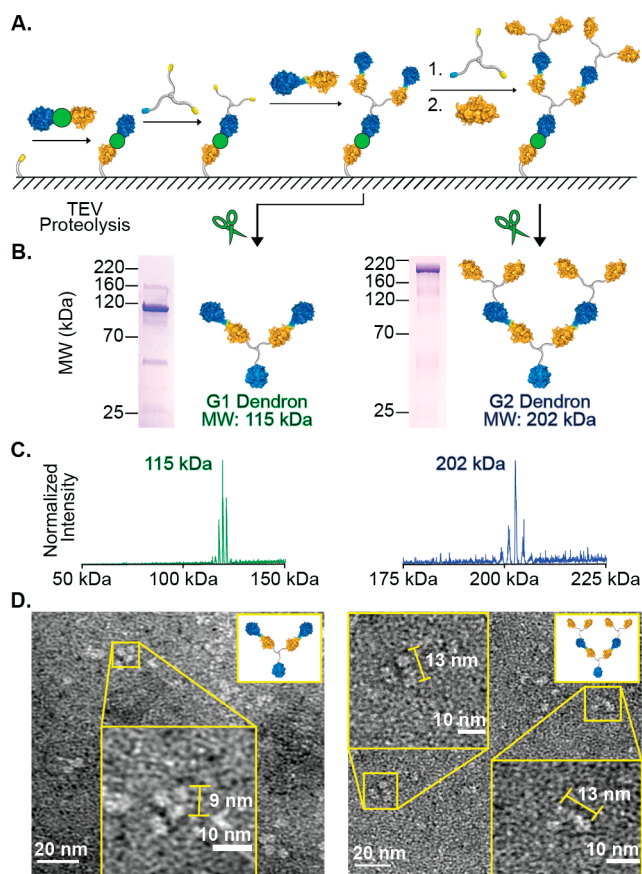 A.
1.
2.
TEV
Proteolysis
B.
MW (kDa)
220
160
120
70
25
G1 Dendron
MW: 115 kDa
220
160
120
70
25
G2 Dendron
MW: 202 kDa
C.
Normalized
Intensity
115 kDa
50 kDa
100 kDa
150 kDa
202 kDa
175 kDa
200 kDa
225 kDa
D.
9 nm
10 nm
20 nm
13 nm
10 nm
13 nm
20 nm
10 nm